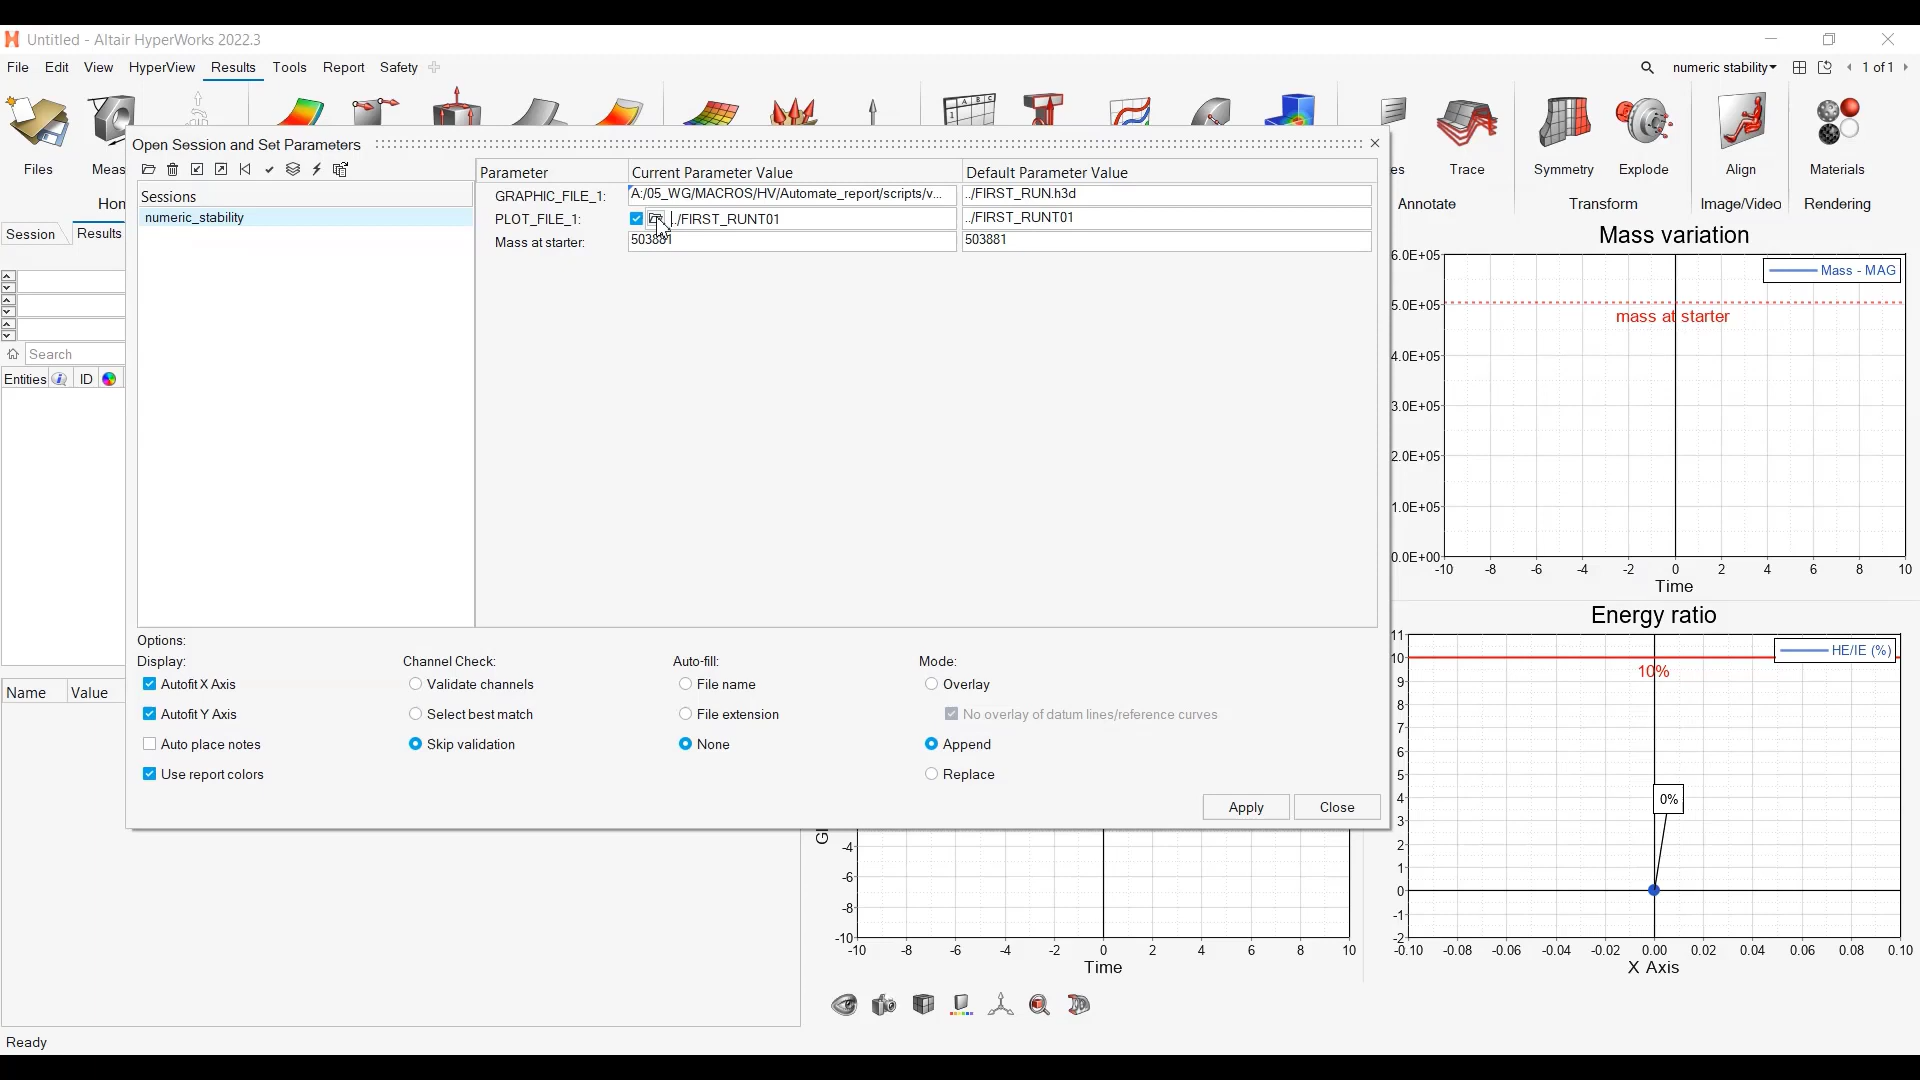 Untitled - Altair HyperWorks 2022.3
File Edit View HyperView Results Tools Report Safety
numeric stability 1 of 1
Files
Meas
es
Trace
Symmetry
Explode
Align
Materials
Hon
Annotate
Transform
Image/Video
Rendering
Session
Results
Search
Entities ID
Name Value
Open Session and Set Parameters
Sessions
numeric_stability
Parameter Current Parameter Value Default Parameter Value
GRAPHIC_FILE_1: A:/05_WG/MACROS/HV/Automate_report/scripts/v... ../FIRST_RUN.h3d
PLOT_FILE_1: ../FIRST_RUNT01 ../FIRST_RUNT01
Mass at starter: 503881 503881
Options:
Display: Channel Check: Auto-fill: Mode:
Autofit X Axis Validate channels File name Overlay
Autofit Y Axis Select best match File extension No overlay of datum lines/reference curves
Auto place notes Skip validation None Append
Use report colors Replace
Apply Close
Mass variation
Mass - MAG
mass at starter
6.0E+05
5.0E+05
4.0E+05
3.0E+05
2.0E+05
1.0E+05
0.0E+00
-10 -8 -6 -4 -2 0 2 4 6 8 10
Time
Energy ratio
HE/IE (%)
10%
0%
11
10
9
8
7
6
5
4
3
2
1
0
-1
-2
-0.10 -0.08 -0.06 -0.04 -0.02 0.00 0.02 0.04 0.06 0.08 0.10
X Axis
-4
-6
-8
-10
-10 -8 -6 -4 -2 0 2 4 6 8 10
Time
Ready